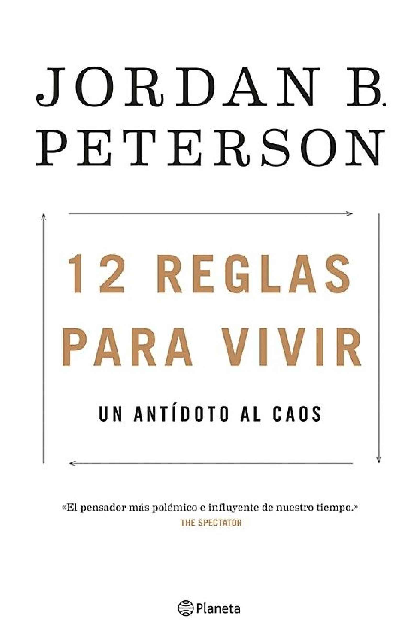 JORDAN B.
PETERSON
12 REGLAS
PARA VIVIR
UN ANTÍDOTO AL CAOS
«El pensador más polémico e influyente de nuestro tiempo.»
THE SPECTATOR
Planeta